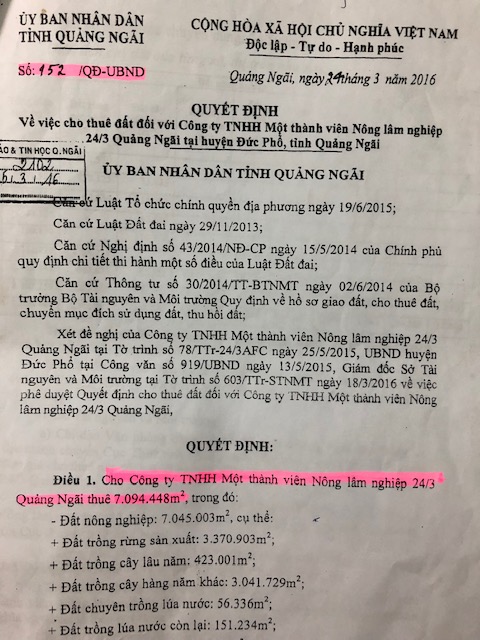 ỦY BAN NHÂN DÂN
TỈNH QUẢNG NGÃI
CỘNG HÒA XÃ HỘI CHỦ NGHĨA VIỆT NAM
Độc lập - Tự do - Hạnh phúc
Số: 152 /QĐ-UBND
Quảng Ngãi, ngày 24 tháng 3 năm 2016
QUYẾT ĐỊNH
Về việc cho thuê đất đối với Công ty TNHH Một thành viên Nông lâm nghiệp
24/3 Quảng Ngãi tại huyện Đức Phổ, tỉnh Quảng Ngãi
& TIN HỌC Q. NGÃI
2102
ỦY BAN NHÂN DÂN TỈNH QUẢNG NGÃI
Căn cứ Luật Tổ chức chính quyền địa phương ngày 19/6/2015;
Căn cứ Luật Đất đai ngày 29/11/2013;
Căn cứ Nghị định số 43/2014/NĐ-CP ngày 15/5/2014 của Chính phủ
quy định chi tiết thi hành một số điều của Luật Đất đai;
Căn cứ Thông tư số 30/2014/TT-BTNMT ngày 02/6/2014 của Bộ
trưởng Bộ Tài nguyên và Môi trường Quy định về hồ sơ giao đất, cho thuê đất,
chuyển mục đích sử dụng đất, thu hồi đất;
Xét đề nghị của Công ty TNHH Một thành viên Nông lâm nghiệp 24/3
Quảng Ngãi tại Tờ trình số 78/TTr-24/3AFC ngày 25/5/2015, UBND huyện
Đức Phổ tại Công văn số 919/UBND ngày 13/5/2015, Giám đốc Sở Tài
nguyên và Môi trường tại Tờ trình số 603/TTr-STNMT ngày 18/3/2016 về việc
phê duyệt Quyết định cho thuê đất đối với Công ty TNHH Một thành viên Nông
lâm nghiệp 24/3 Quảng Ngãi,
QUYẾT ĐỊNH:
Điều 1. Cho Công ty TNHH Một thành viên Nông lâm nghiệp 24/3
Quảng Ngãi thuê 7.094.448m², trong đó:
- Đất nông nghiệp: 7.045.003m², cụ thể:
+ Đất trồng rừng sản xuất: 3.370.903m²;
+ Đất trồng cây lâu năm: 423.001m²;
+ Đất trồng cây hàng năm khác: 3.041.729m²;
+ Đất chuyên trồng lúa nước: 56.336m²;
+ Đất trồng lúa nước còn lại: 151.234m²;